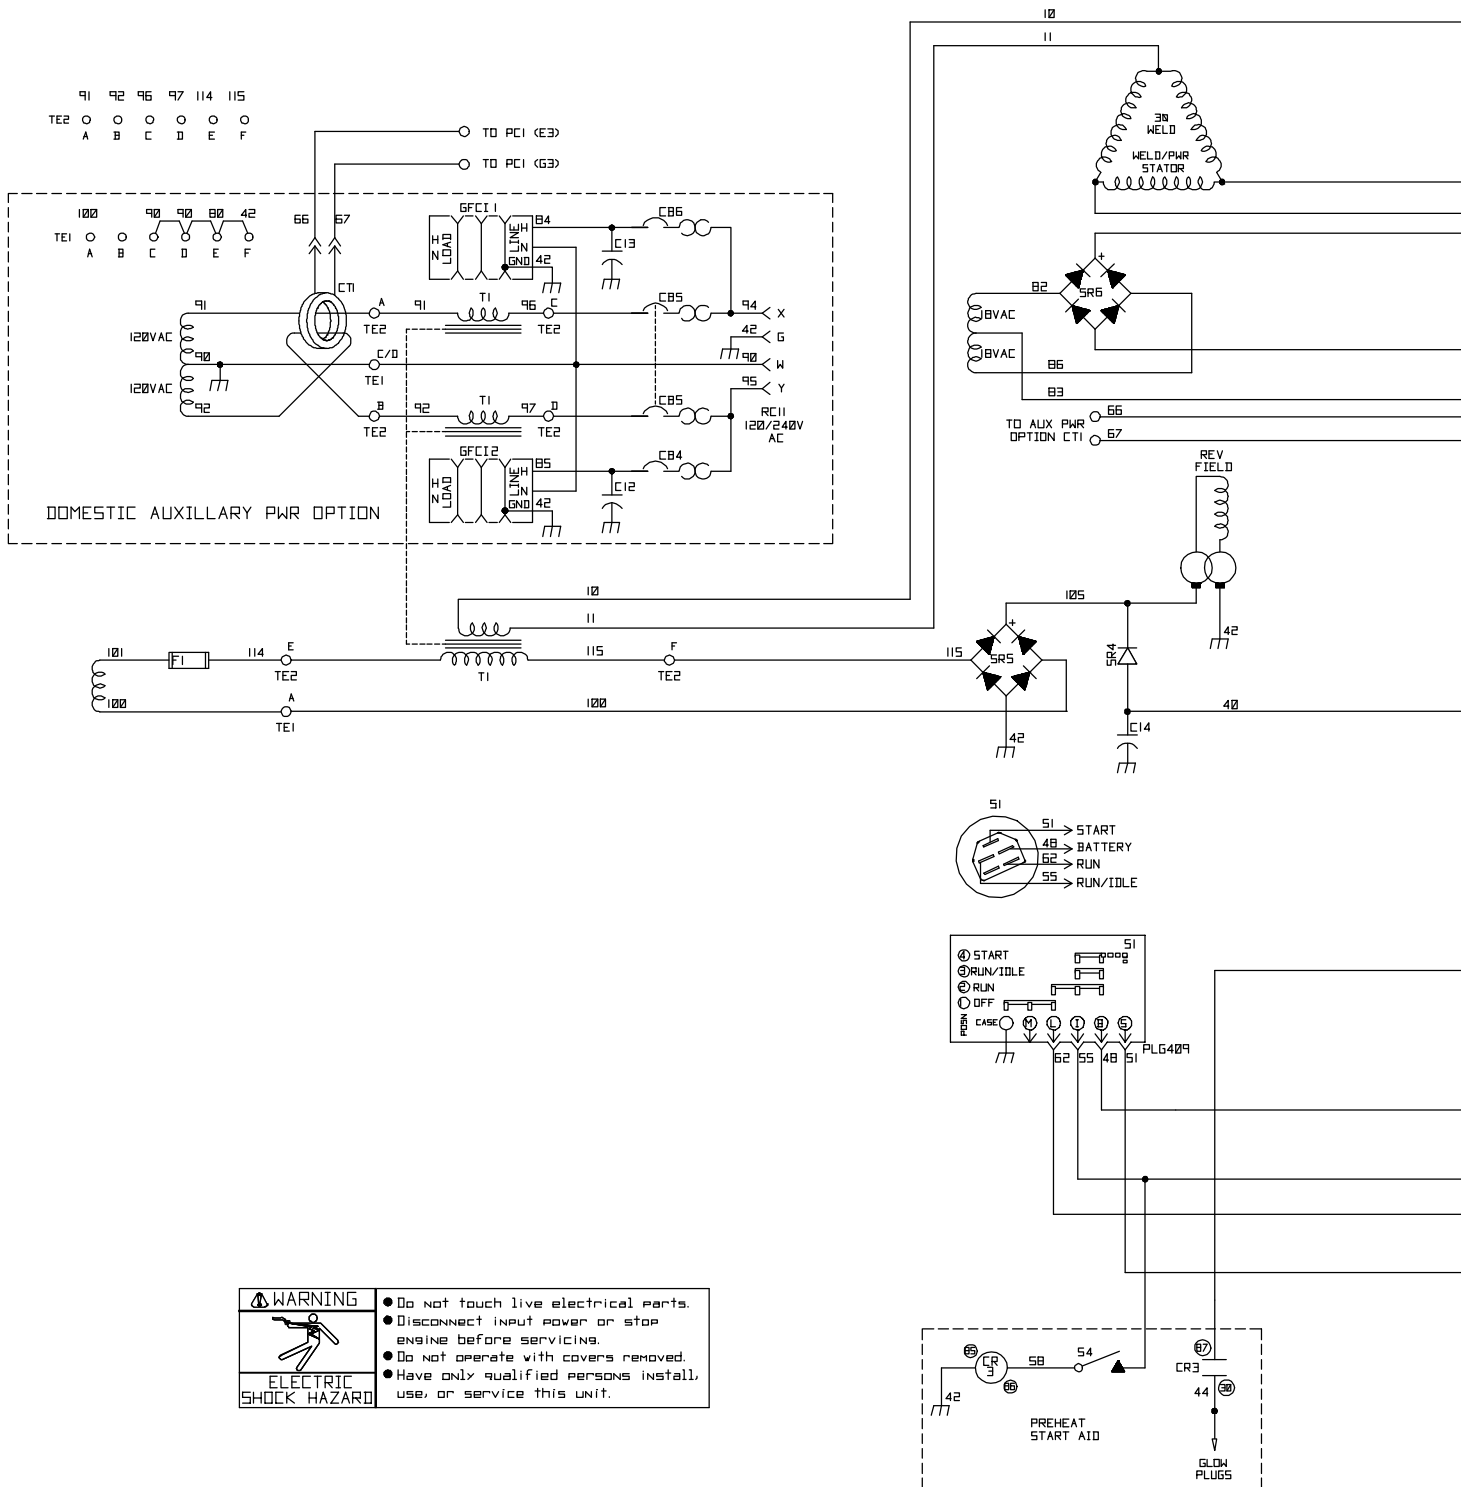 10
11
91 92 96 97 114 115
TE2
A B C D E F
TO PC1 (E3)
TO PC1 (G3)
3Ø
WELD
WELD/PWR
STATOR
100 90 90 80 42
TE1
A B C D E F
66 67
GFCI1
H
N
LOAD
LINE
H
N
GND
84
42
C13
CB6
CT1
91
120VAC
90
120VAC
92
A
TE2
91
T1
96
C
TE2
CB5
94 X
42 G
C/D
TE1
90 W
95 Y
B
TE2
92
T1
97
D
TE2
CB5
RC11
120/240V
AC
GFCI2
H
N
LOAD
LINE
H
N
GND
85
42
C12
CB4
DOMESTIC AUXILLARY PWR OPTION
82
SR6
+
18VAC
18VAC
86
83
TO AUX PWR
OPTION CT1
66
67
REV
FIELD
10
11
105
42
101
F1
114
E
TE2
T1
115
F
TE2
115
SR5
+
SR4
100
A
TE1
100
42
40
C14
S1
51 START
48 BATTERY
62 RUN
55 RUN/IDLE
S1
4 START
3 RUN/IDLE
2 RUN
1 OFF
POSN
CASE M L I B S
PLG409
62 55 48 51
WARNING
ELECTRIC
SHOCK HAZARD
● Do not touch live electrical parts.
● Disconnect input power or stop
engine before servicing.
● Do not operate with covers removed.
● Have only qualified persons install,
use, or service this unit.
85
CR
3
86
58
S4
42
87
CR3
44
30
PREHEAT
START AID
GLOW
PLUGS